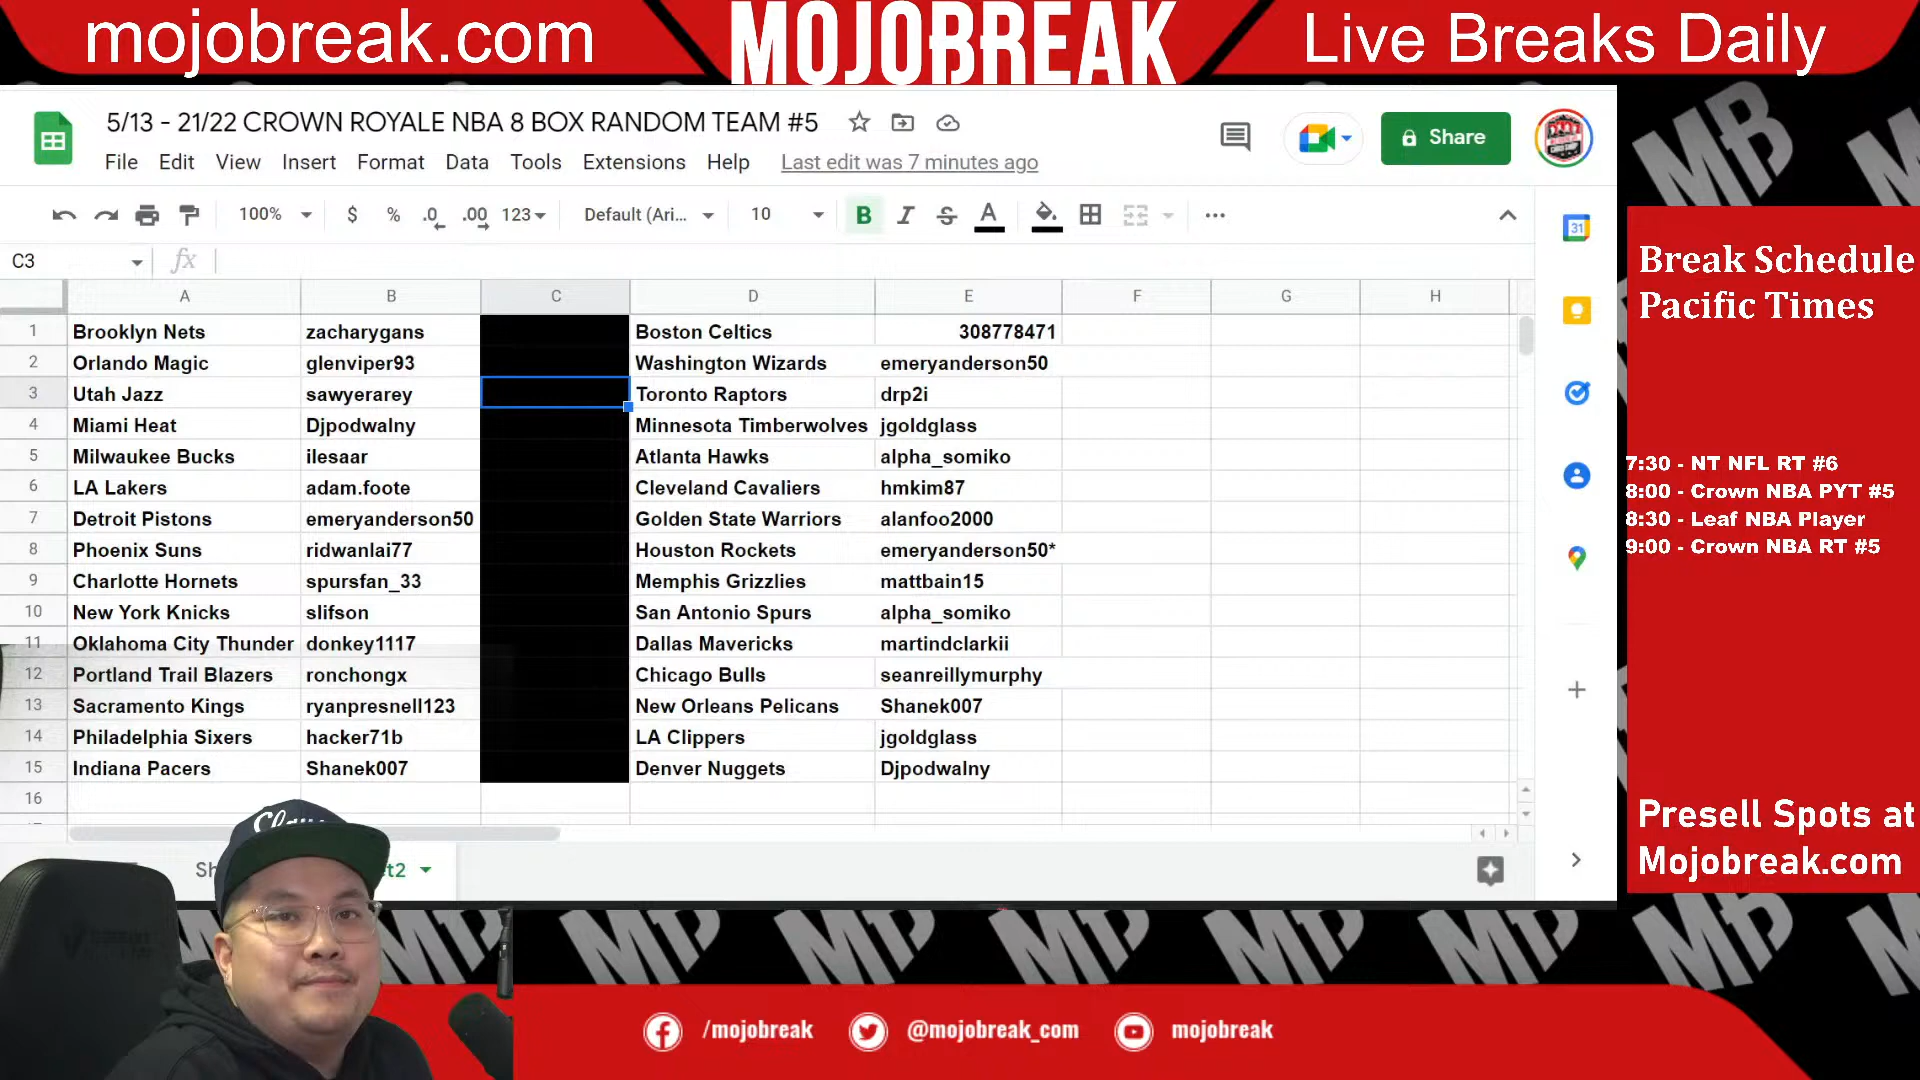 mojobreak.com
MOJOBREAK
Live Breaks Daily
5/13 - 21/22 CROWN ROYALE NBA 8 BOX RANDOM TEAM #5
Share
File Edit View Insert Format Data Tools Extensions Help Last edit was 7 minutes ago
100% $ % .0 .00 123 Default (Ari... 10 B I S A ...
31
C3 fx
A B C D E F G H
1 Brooklyn Nets zacharygans Boston Celtics 308778471
2 Orlando Magic glenviper93 Washington Wizards emeryanderson50
3 Utah Jazz sawyerarey Toronto Raptors drp2i
4 Miami Heat Djpodwalny Minnesota Timberwolves jgoldglass
5 Milwaukee Bucks ilesaar Atlanta Hawks alpha_somiko
6 LA Lakers adam.foote Cleveland Cavaliers hmkim87
7 Detroit Pistons emeryanderson50 Golden State Warriors alanfoo2000
8 Phoenix Suns ridwanlai77 Houston Rockets emeryanderson50*
9 Charlotte Hornets spursfan_33 Memphis Grizzlies mattbain15
10 New York Knicks slifson San Antonio Spurs alpha_somiko
11 Oklahoma City Thunder donkey1117 Dallas Mavericks martindclarkii
12 Portland Trail Blazers ronchongx Chicago Bulls seanreillymurphy
13 Sacramento Kings ryanpresnell123 New Orleans Pelicans Shanek007
14 Philadelphia Sixers hacker71b LA Clippers jgoldglass
15 Indiana Pacers Shanek007 Denver Nuggets Djpodwalny
16
Break Schedule
Pacific Times
7:30 - NT NFL RT #6
8:00 - Crown NBA PYT #5
8:30 - Leaf NBA Player
9:00 - Crown NBA RT #5
Presell Spots at
Mojobreak.com
/mojobreak @mojobreak_com mojobreak